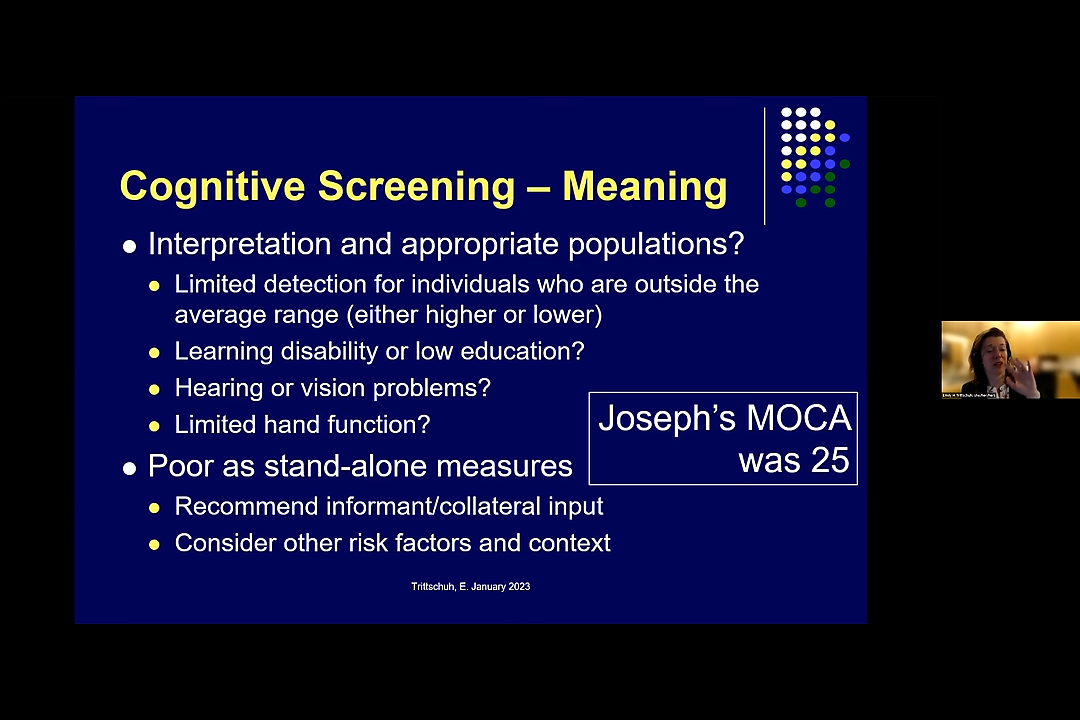 Cognitive Screening – Meaning
Interpretation and appropriate populations?
Limited detection for individuals who are outside the
average range (either higher or lower)
Learning disability or low education?
Hearing or vision problems?
Limited hand function?
Joseph’s MOCA
was 25
Poor as stand-alone measures
Recommend informant/collateral input
Consider other risk factors and context
Trittschuh, E. January 2023